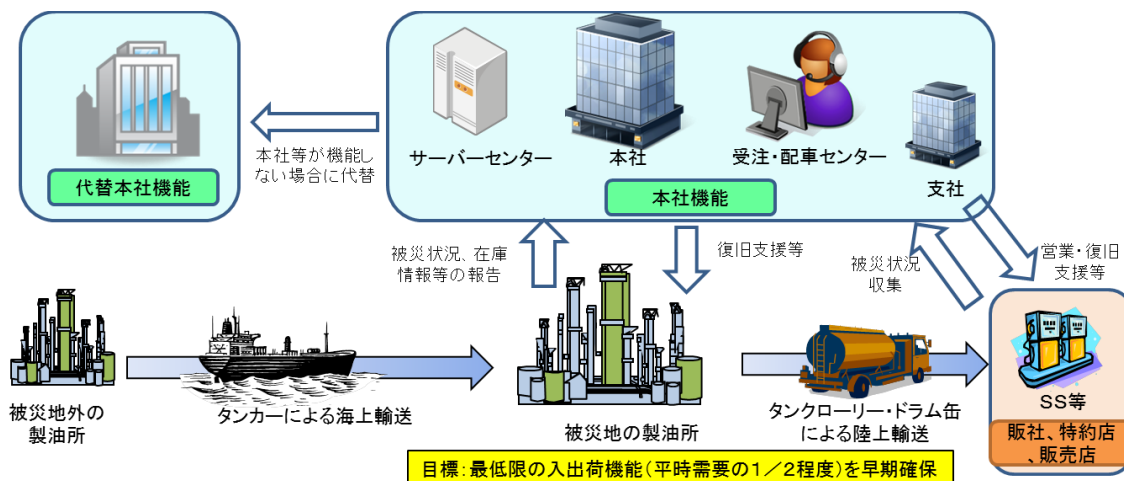 サーバーセンター
本社
受注・配車センター
支社
本社機能
代替本社機能
本社等が機能し
ない場合に代替
被災状況、在庫
情報等の報告
復旧支援等
被災状況
収集
営業・復旧
支援等
被災地外の
製油所
タンカーによる海上輸送
被災地の製油所
タンクローリー・ドラム缶
による陸上輸送
SS等
販社、特約店
、販売店
目標:最低限の入出荷機能(平時需要の1/2程度)を早期確保